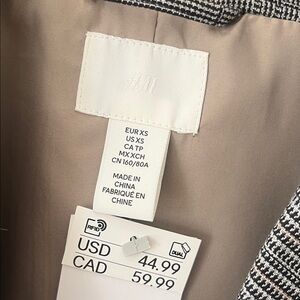 H&M
EUR XS
US XS
CA TP
MX XCH
CN 160/80A
MADE IN
CHINA
FABRIQUÉ EN
CHINE
RFID DUAL
USD 44.99
CAD 59.99